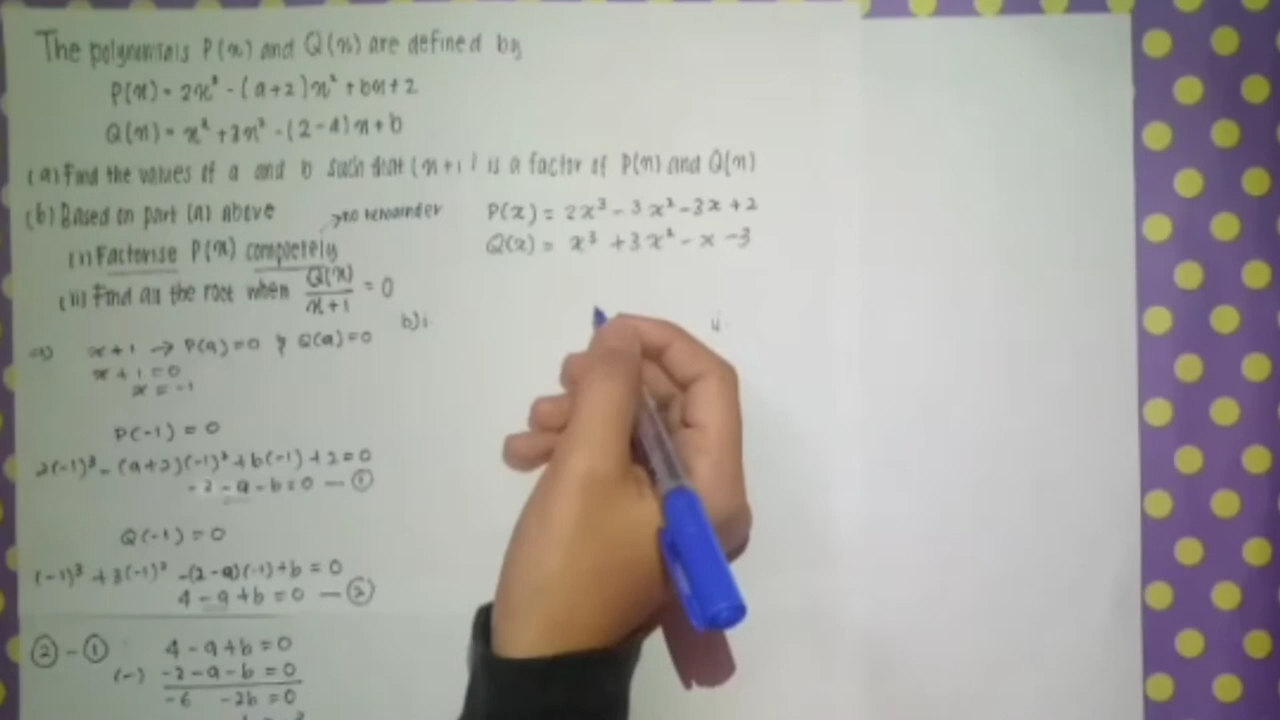 The polynomials P(x) and Q(x) are defined by
P(x) = 2x³ - (a+2)x² + bx + 2
Q(x) = x³ + 3x² - (2-a)x + b
(a) Find the values of a and b such that (x+1) is a factor of P(x) and Q(x)
(b) Based on part (a) above
→ no remainder
(i) Factorise P(x) completely
(ii) Find all the root when Q(x)/x+1 = 0
P(x) = 2x³ - 3x² - 3x + 2
Q(x) = x³ + 3x² - x - 3
a) x+1 → P(a)=0 & Q(a)=0
x+1=0
x = -1
P(-1) = 0
2(-1)³ - (a+2)(-1)² + b(-1) + 2 = 0
-2 - a - b = 0 — ①
Q(-1) = 0
(-1)³ + 3(-1)² - (2-a)(-1) + b = 0
4 - a + b = 0 — ②
② - ① 4 - a + b = 0
(-) -2 - a - b = 0
-6 -2b = 0
b)i.
ii.